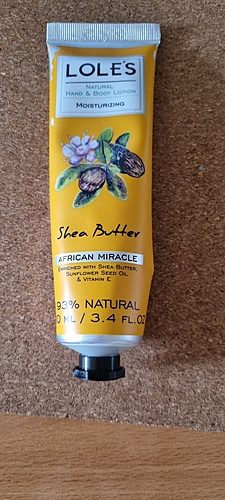 LOLE'S
NATURAL
HAND & BODY LOTION
MOISTURIZING
Shea Butter
AFRICAN MIRACLE
ENRICHED WITH SHEA BUTTER,
SUNFLOWER SEED OIL
& VITAMIN E
93% NATURAL
0 ML / 3.4 FL.OZ